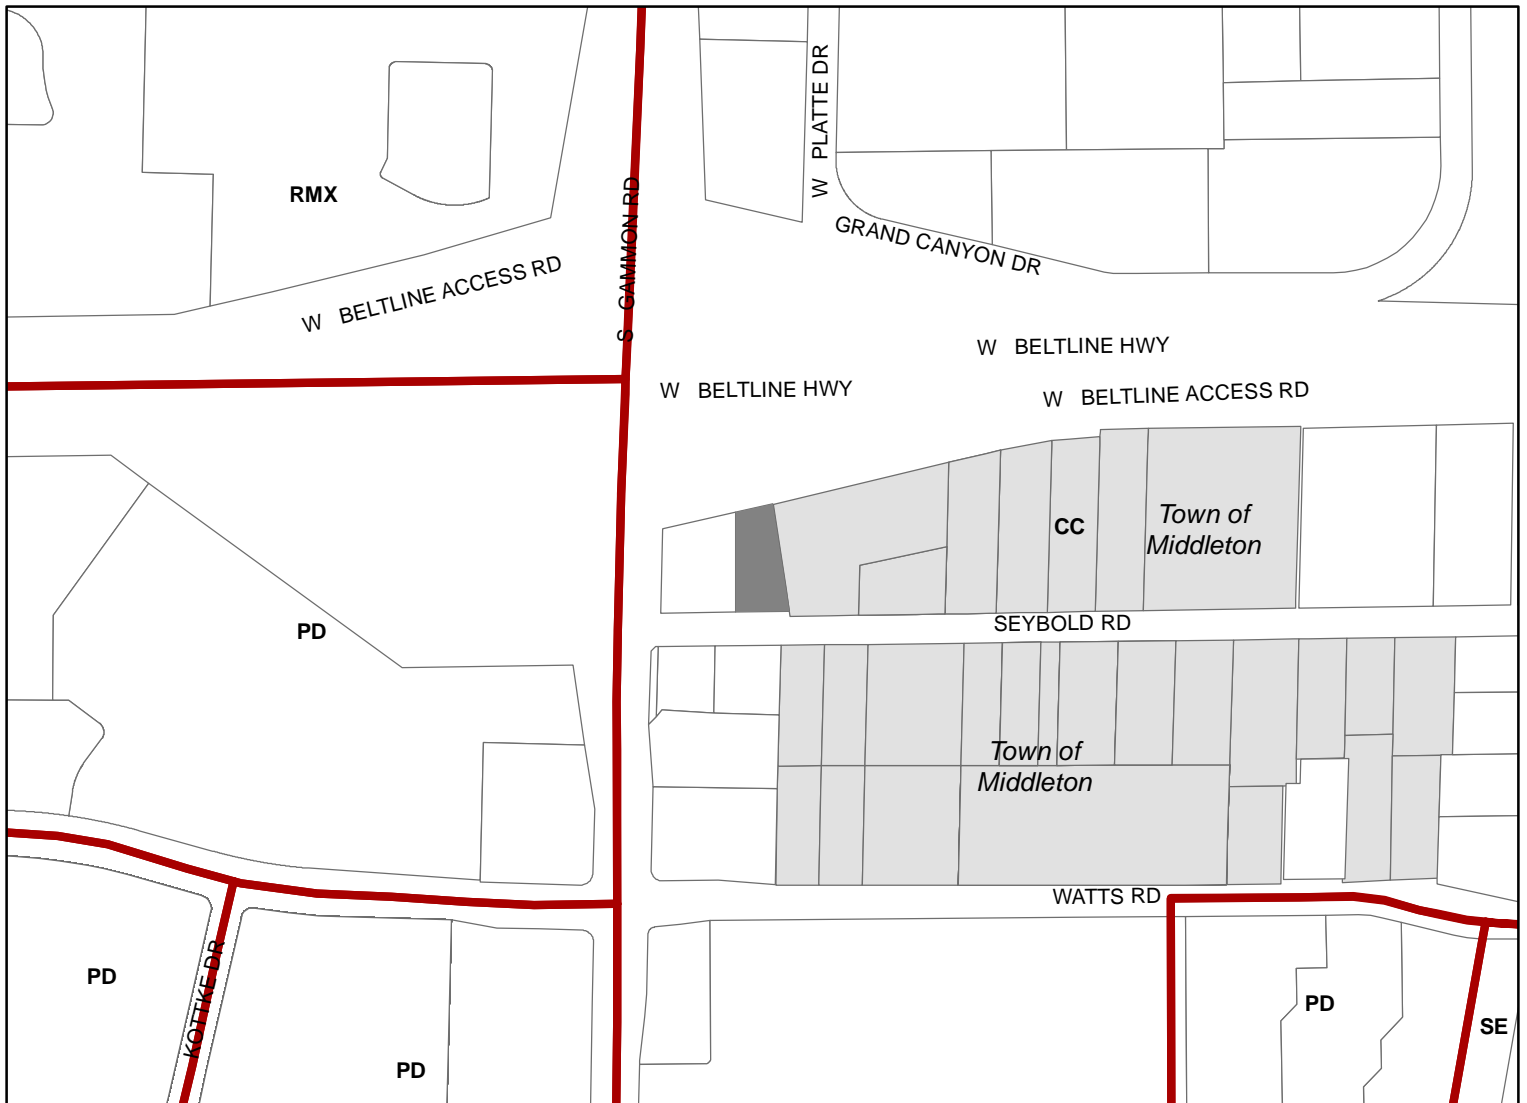 W PLATTE DR
RMX
S GAMMON RD
GRAND CANYON DR
W BELTLINE ACCESS RD
W BELTLINE HWY
W BELTLINE HWY
W BELTLINE ACCESS RD
CC
Town of
Middleton
SEYBOLD RD
PD
Town of
Middleton
WATTS RD
KOTTKE DR
PD
PD
PD
SE